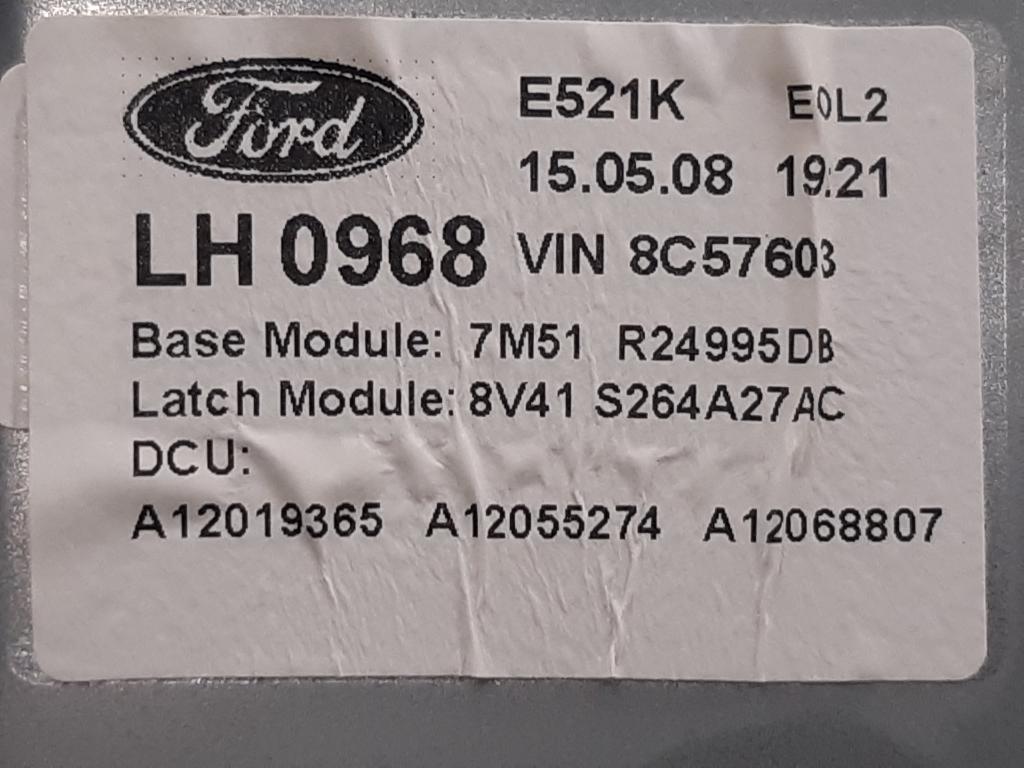 Ford
E521K E0L2
15.05.08 19:21
LH 0968 VIN 8C57603
Base Module: 7M51 R24995DB
Latch Module: 8V41 S264A27AC
DCU:
A12019365 A12055274 A12068807